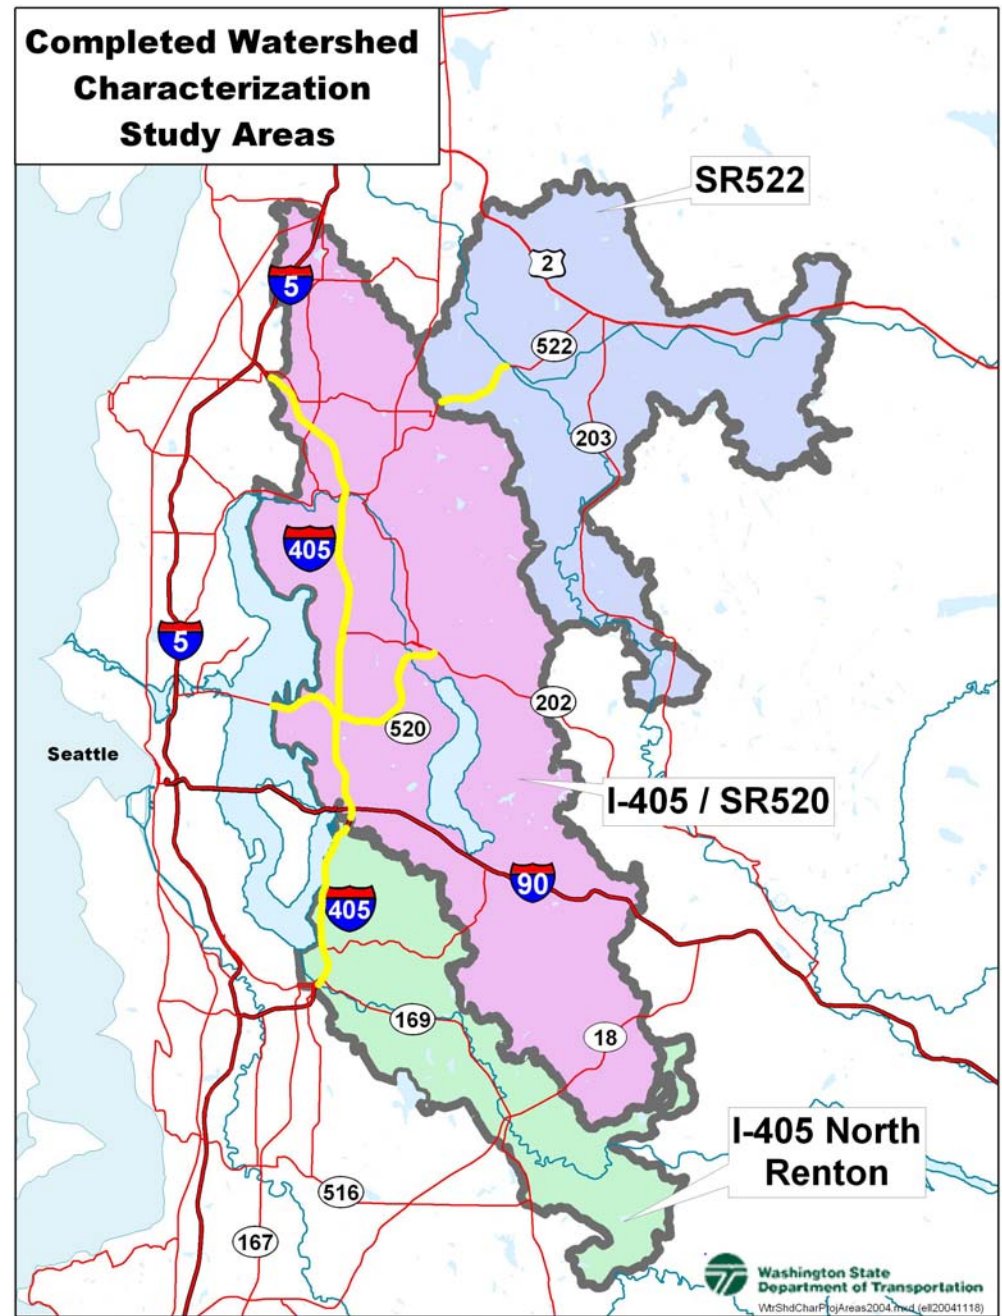 Completed Watershed
Characterization
Study Areas
SR522
5
2
522
203
405
5
202
520
Seattle
I-405 / SR520
90
405
169
18
I-405 North
Renton
516
167
Washington State
Department of Transportation
WtrShdCharProjAreas2004.mxd (ell20041118)